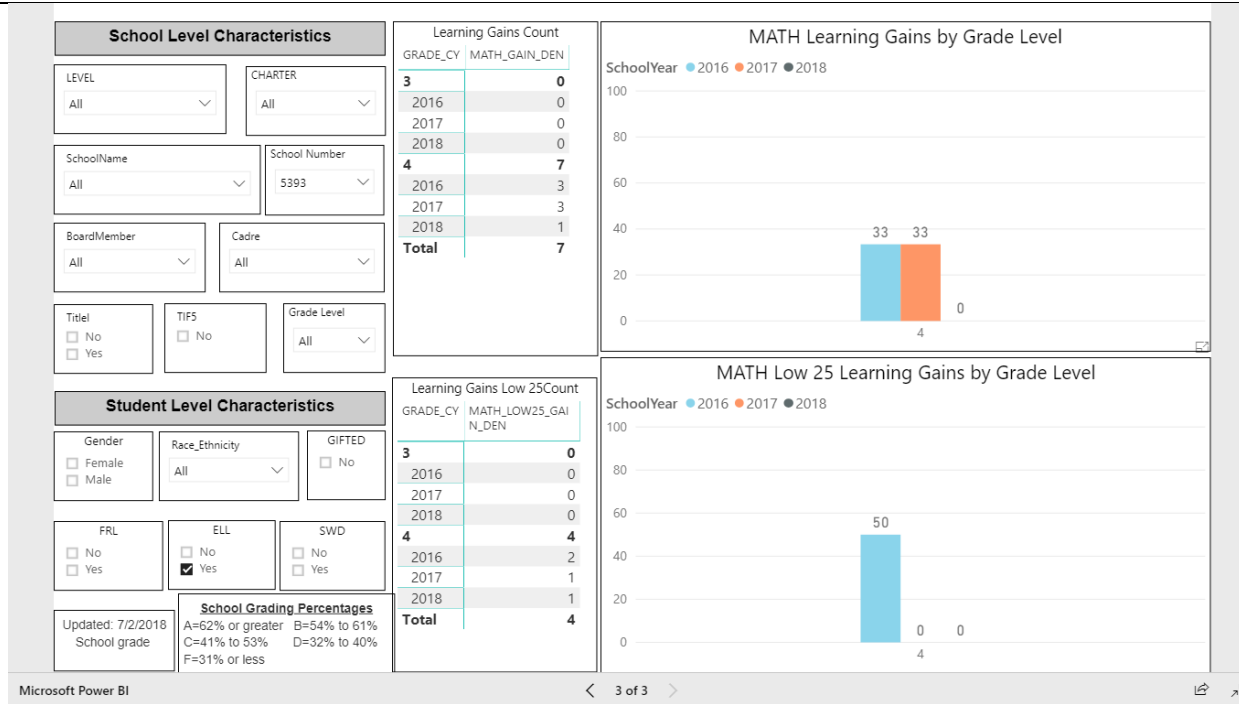 School Level Characteristics
LEVEL
All
CHARTER
All
SchoolName
All
School Number
5393
BoardMember
All
Cadre
All
TitleI
No
Yes
TIF5
No
Grade Level
All
Student Level Characteristics
Gender
Female
Male
Race_Ethnicity
All
GIFTED
No
FRL
No
Yes
ELL
No
Yes
SWD
No
Yes
Updated: 7/2/2018
School grade
School Grading Percentages
A=62% or greater B=54% to 61%
C=41% to 53% D=32% to 40%
F=31% or less
Learning Gains Count
GRADE_CY MATH_GAIN_DEN
3 0
2016 0
2017 0
2018 0
4 7
2016 3
2017 3
2018 1
Total 7
Learning Gains Low 25Count
GRADE_CY MATH_LOW25_GAI
N_DEN
3 0
2016 0
2017 0
2018 0
4 4
2016 2
2017 1
2018 1
Total 4
MATH Learning Gains by Grade Level
SchoolYear 2016 2017 2018
100
80
60
40
20
0
33 33 0
4
MATH Low 25 Learning Gains by Grade Level
SchoolYear 2016 2017 2018
100
80
60
40
20
0
50 0 0
4
Microsoft Power BI
3 of 3